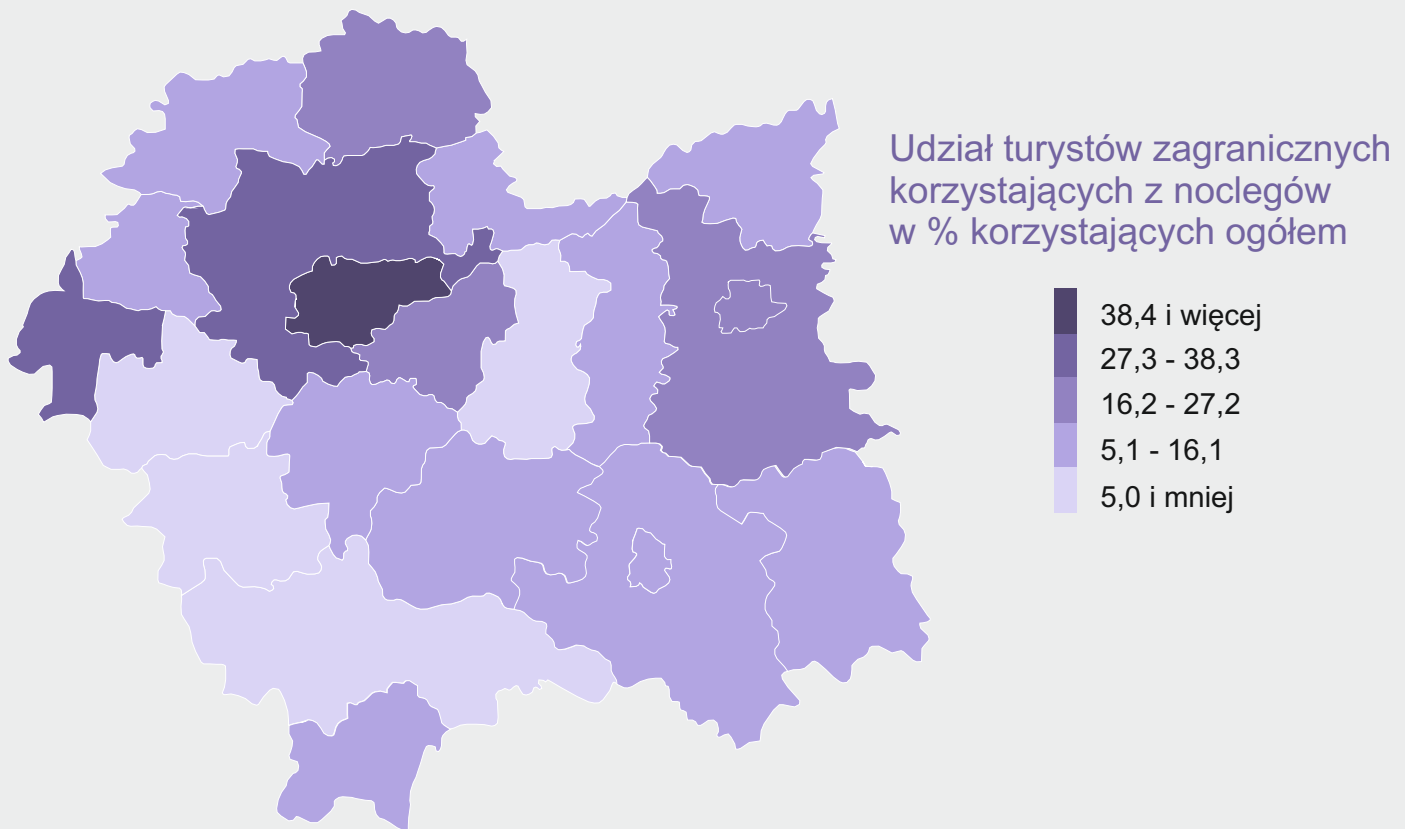 Udział turystów zagranicznych
korzystających z noclegów
w % korzystających ogółem
38,4 i więcej
27,3 - 38,3
16,2 - 27,2
5,1 - 16,1
5,0 i mniej